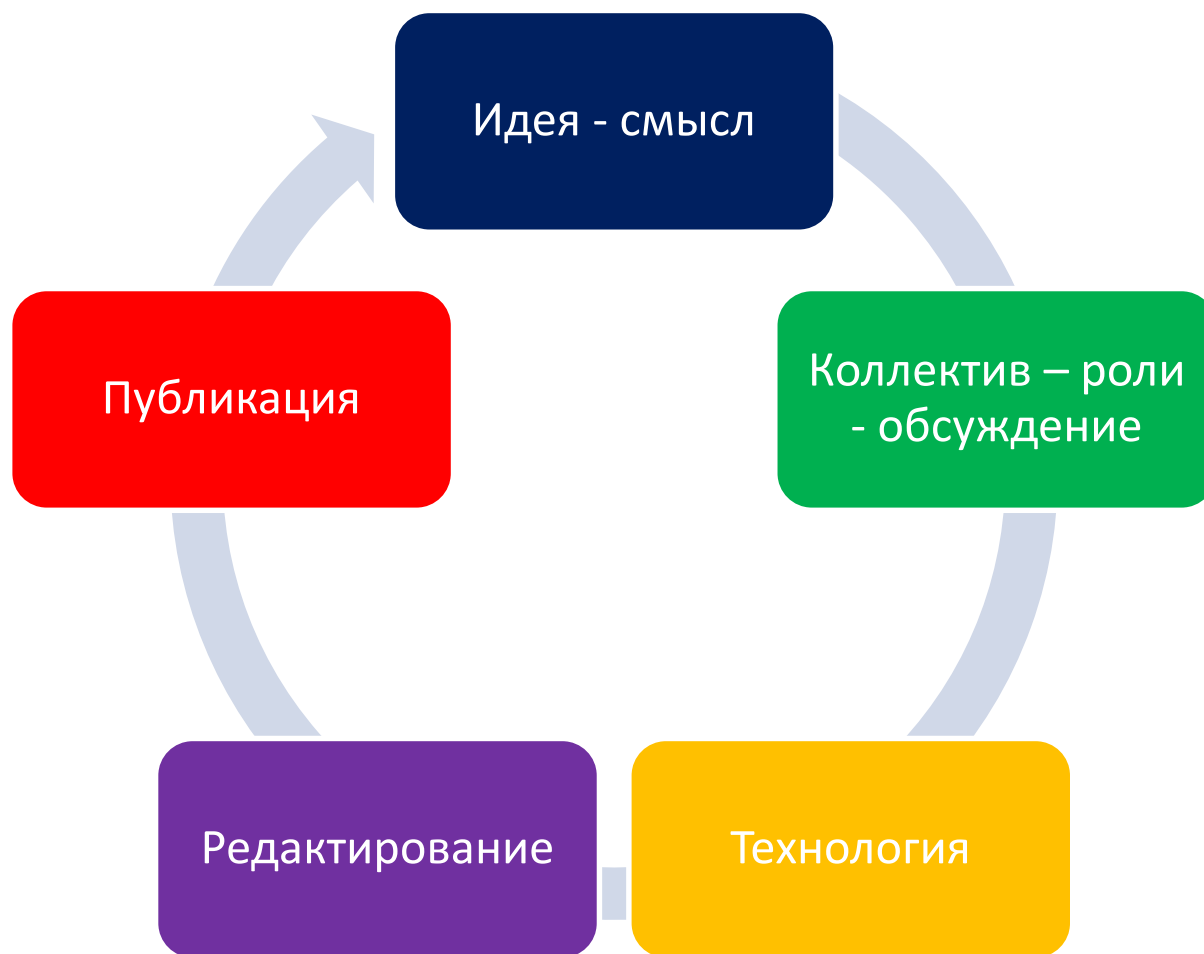 Идея - смысл
Коллектив – роли
- обсуждение
Технология
Редактирование
Публикация